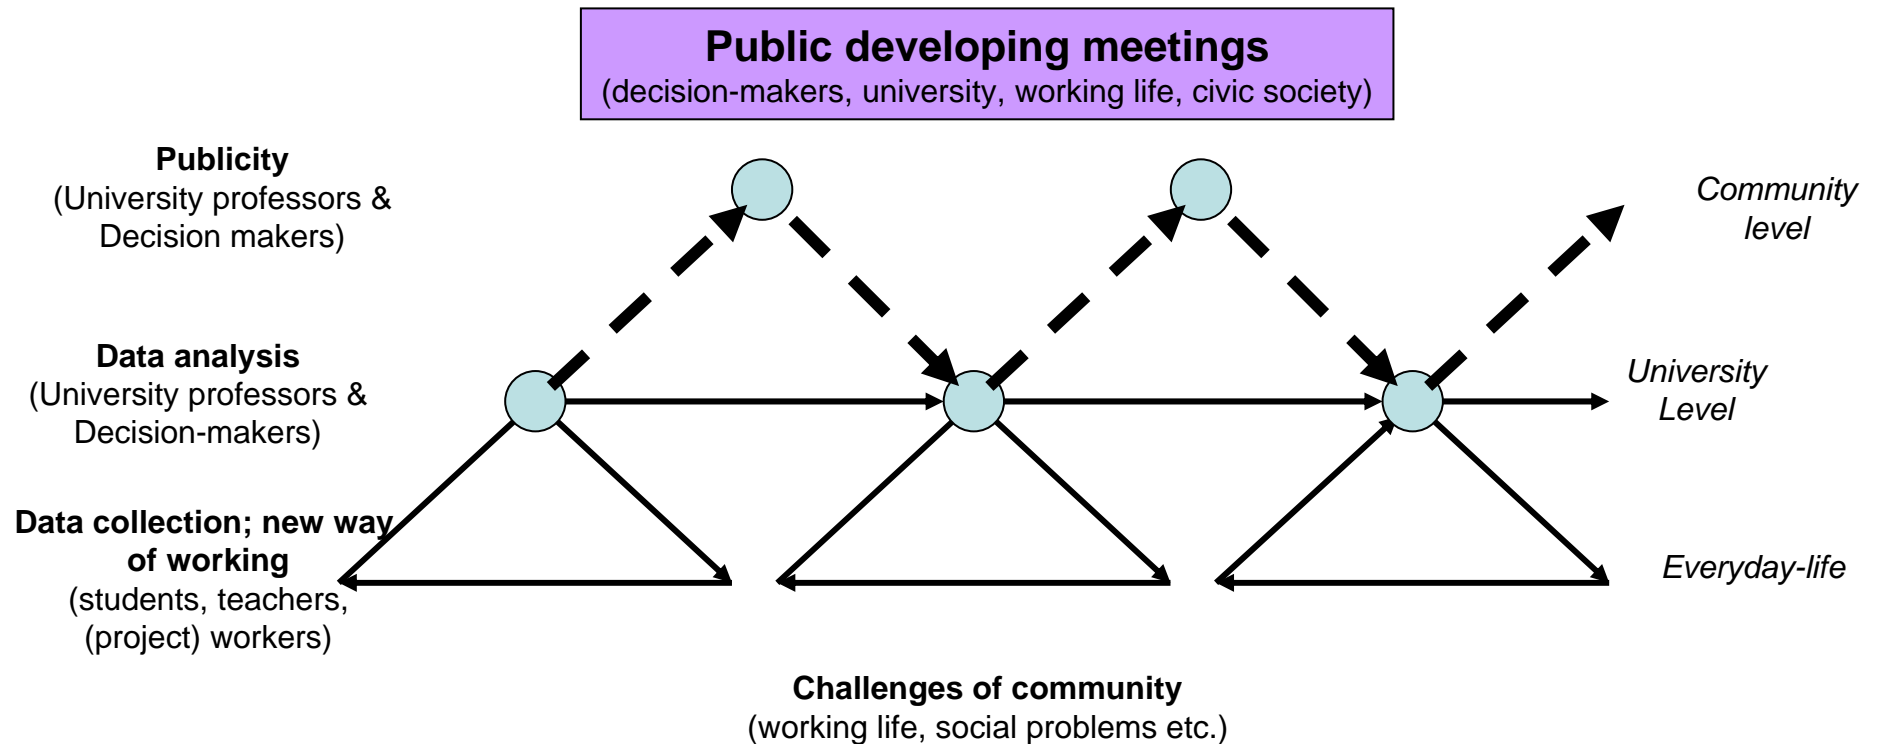 Public developing meetings
(decision-makers, university, working life, civic society)
Publicity
(University professors &
Decision makers)
Community
level
Data analysis
(University professors &
Decision-makers)
University
Level
Data collection; new way
of working
(students, teachers,
(project) workers)
Everyday-life
Challenges of community
(working life, social problems etc.)